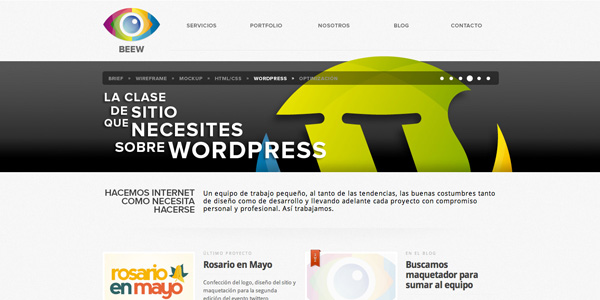 BEEW
SERVICIOS PORTFOLIO NOSOTROS BLOG CONTACTO
BRIEF WIREFRAME MOCKUP HTML/CSS WORDPRESS OPTIMIZACIÓN
LA CLASE
DE SITIO
QUE NECESITES
SOBRE WORDPRESS
HACEMOS INTERNET
COMO NECESITA
HACERSE
Un equipo de trabajo pequeño, al tanto de las tendencias, las buenas costumbres tanto
de diseño como de desarrollo y llevando adelante cada proyecto con compromiso
personal y profesional. Así trabajamos.
rosario
en mayo
ÚLTIMO PROYECTO
Rosario en Mayo
Confección del logo, diseño del sitio y
maquetación para la segunda
edición del evento twittero
EN EL BLOG
Buscamos
maquetador para
sumar al equipo